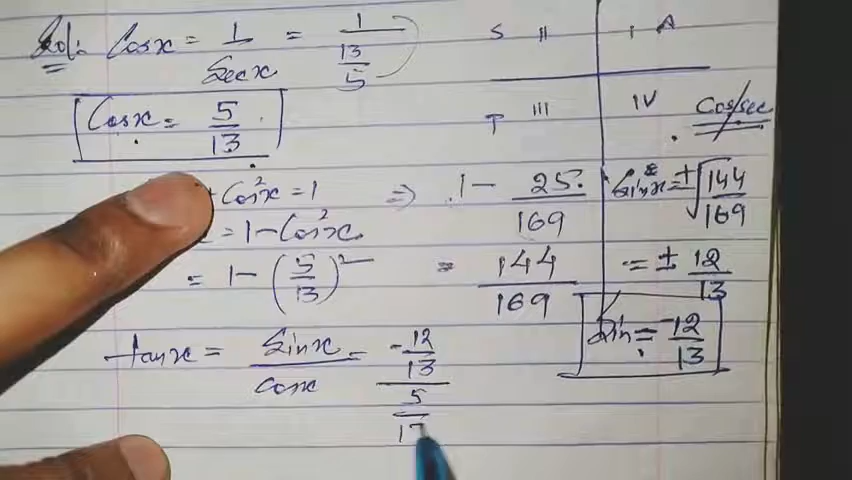 Sol: Cosx = 1/Secx = 1/(13/5)
S II I A
Cosx = 5/13
T III IV Cos/sec
+ Cos²x = 1 ⇒ 1 - 25/169 Sinx = ±√(144/169)
= 1 - Cos²x
= 1 - (5/13)² = 144/169 = ± 12/13
Sin = -12/13
tanx = Sinx/cosx = (-12/13)/(5/1